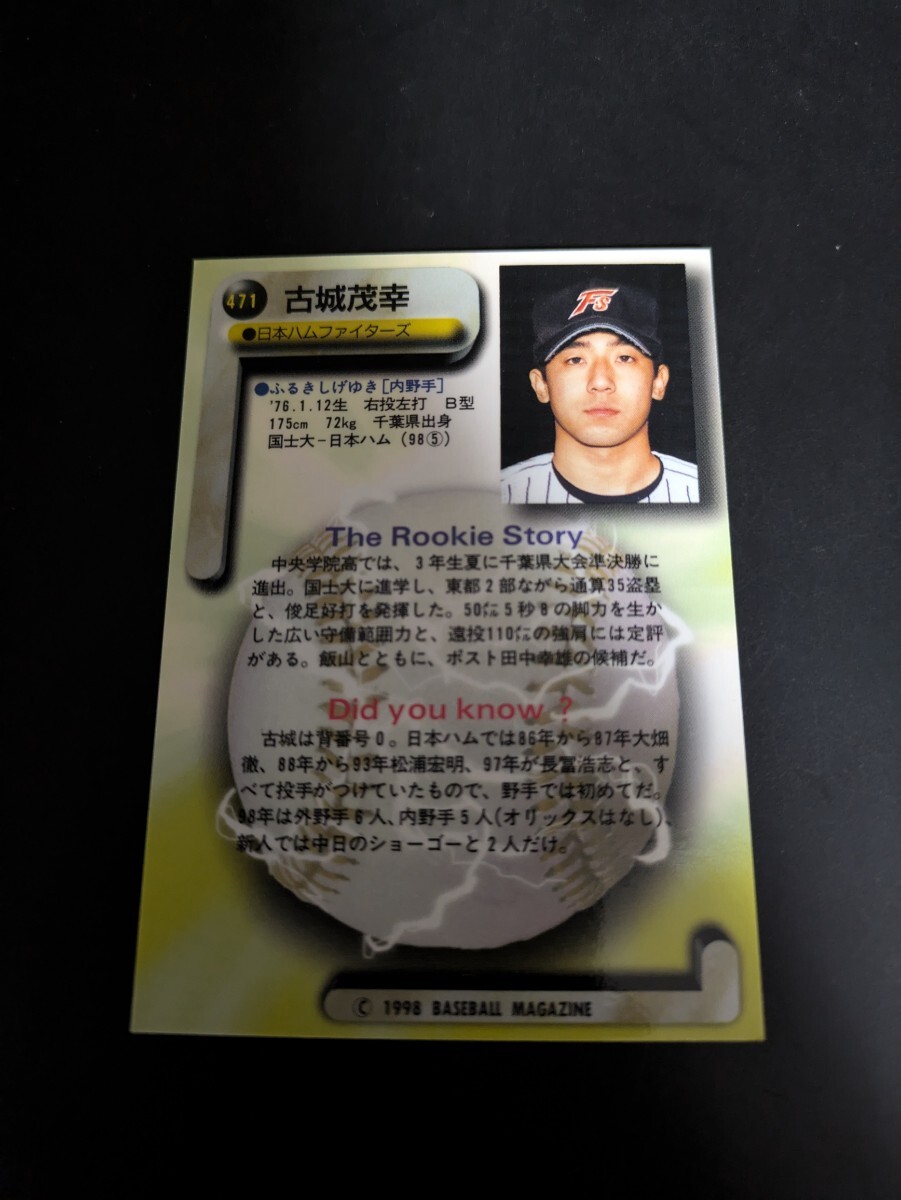 471 古城茂幸
●日本ハムファイターズ
●ふるきしげゆき[内野手]
'76.1.12生 右投左打 B型
175cm 72kg 千葉県出身
国士大－日本ハム（98⑤）
FS
The Rookie Story
中央学院高では、3年生夏に千葉県大会準決勝に
進出。国士大に進学し、東都2部ながら通算35盗塁
と、俊足好打を発揮した。50㍍5秒8の脚力を生か
した広い守備範囲力と、遠投110㍍の強肩には定評
がある。飯山とともに、ポスト田中幸雄の候補だ。
Did you know ?
古城は背番号0。日本ハムでは86年から87年大畑
徹、88年から93年松浦宏明、97年が長冨浩志と、す
べて投手がつけていたもので、野手では初めてだ。
98年は外野手6人、内野手5人(オリックスはなし)、
新人では中日のショーゴーと2人だけ。
© 1998 BASEBALL MAGAZINE